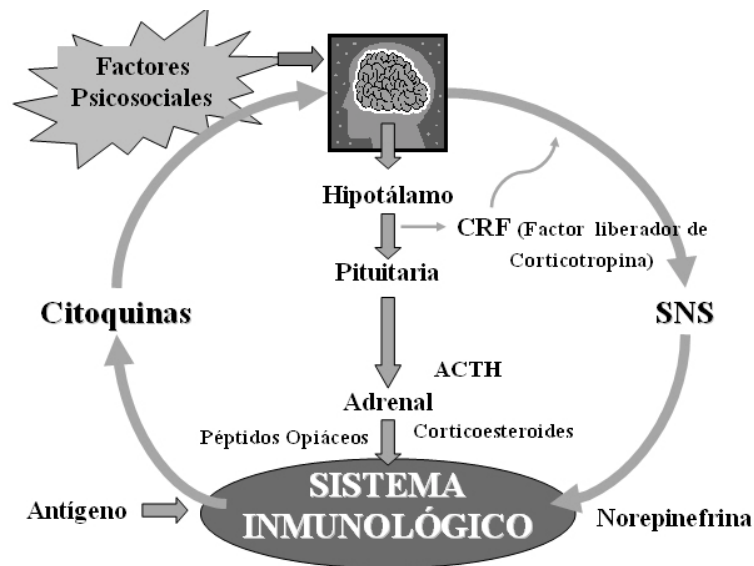 Factores
Psicosociales
Hipotálamo
CRF (Factor liberador de
Corticotropina)
Pituitaria
Citoquinas
SNS
ACTH
Adrenal
Péptidos Opiáceos
Corticoesteroides
Antígeno
SISTEMA
INMUNOLÓGICO
Norepinefrina